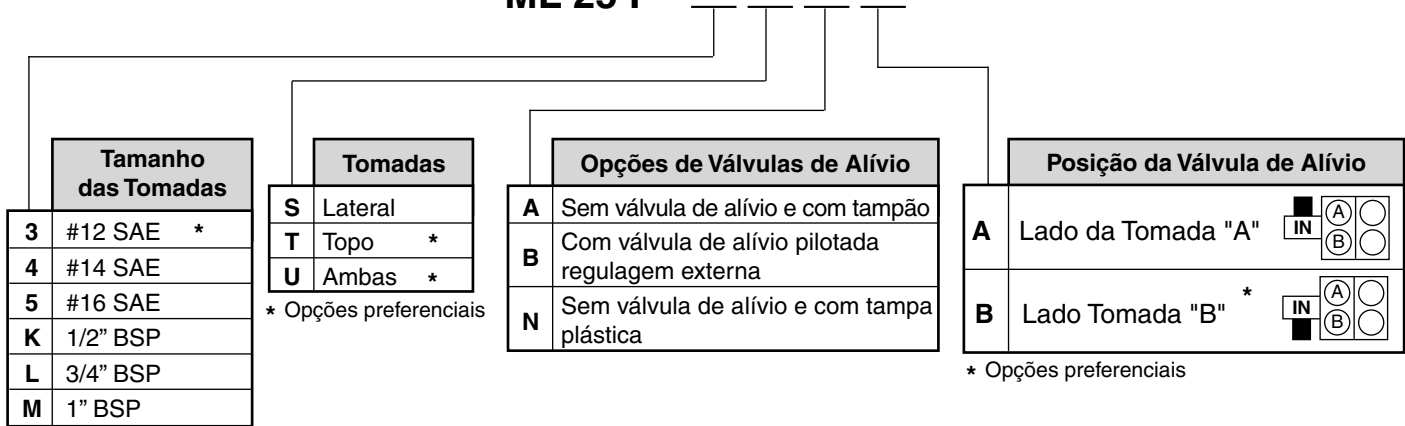 Tamanho
das Tomadas
3 #12 SAE *
4 #14 SAE
5 #16 SAE
K 1/2” BSP
L 3/4” BSP
M 1” BSP
Tomadas
S Lateral
T Topo *
U Ambas *
* Opções preferenciais
Opções de Válvulas de Alívio
A Sem válvula de alívio e com tampão
B Com válvula de alívio pilotada
regulagem externa
N Sem válvula de alívio e com tampa
plástica
Posição da Válvula de Alívio
A Lado da Tomada "A" IN A B
B Lado Tomada "B" * IN A B
* Opções preferenciais